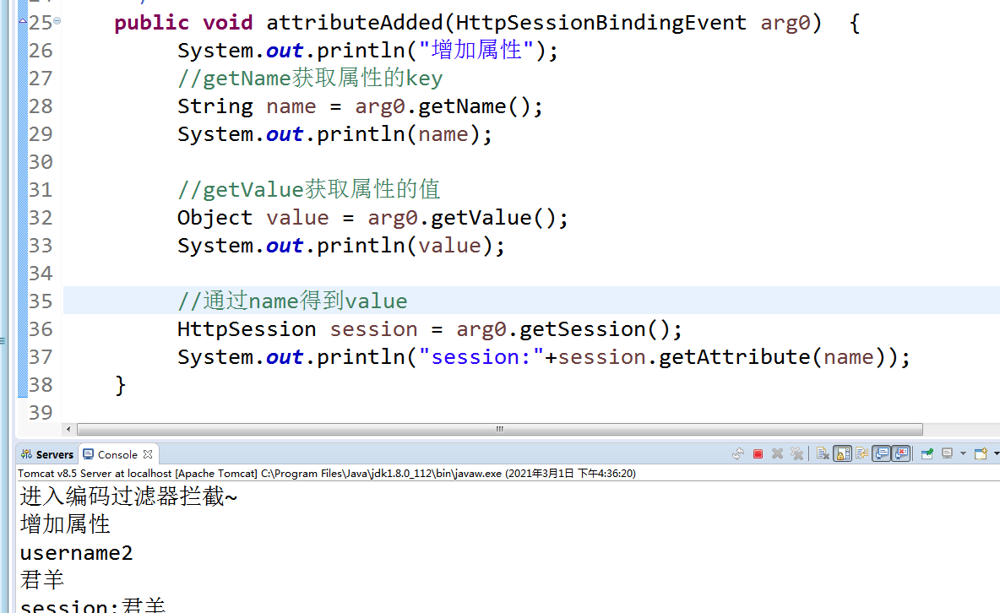 25 public void attributeAdded(HttpSessionBindingEvent arg0)  {
26 System.out.println("增加属性");
27 //getName获取属性的key
28 String name = arg0.getName();
29 System.out.println(name);
30
31 //getValue获取属性的值
32 Object value = arg0.getValue();
33 System.out.println(value);
34
35 //通过name得到value
36 HttpSession session = arg0.getSession();
37 System.out.println("session:"+session.getAttribute(name));
38 }
39
Servers Console
Tomcat v8.5 Server at localhost [Apache Tomcat] C:\Program Files\Java\jdk1.8.0_112\bin\javaw.exe (2021年3月1日 下午4:36:20)
进入编码过滤器拦截~
增加属性
username2
君羊
session:君羊